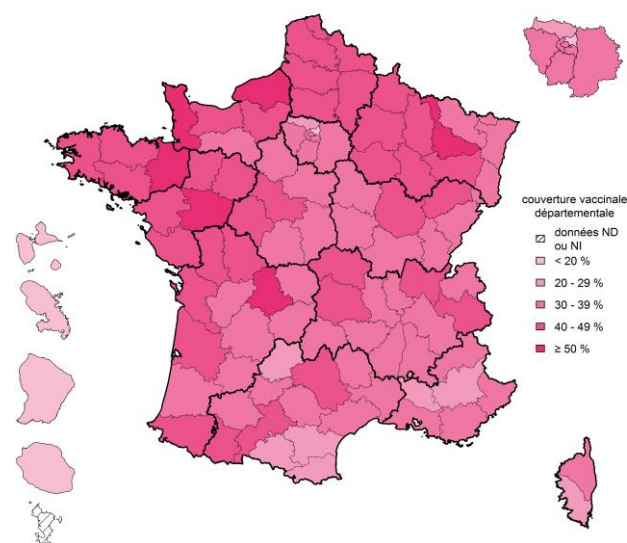 couverture vaccinale
départementale
données ND
ou NI
< 20 %
20 - 29 %
30 - 39 %
40 - 49 %
≥ 50 %